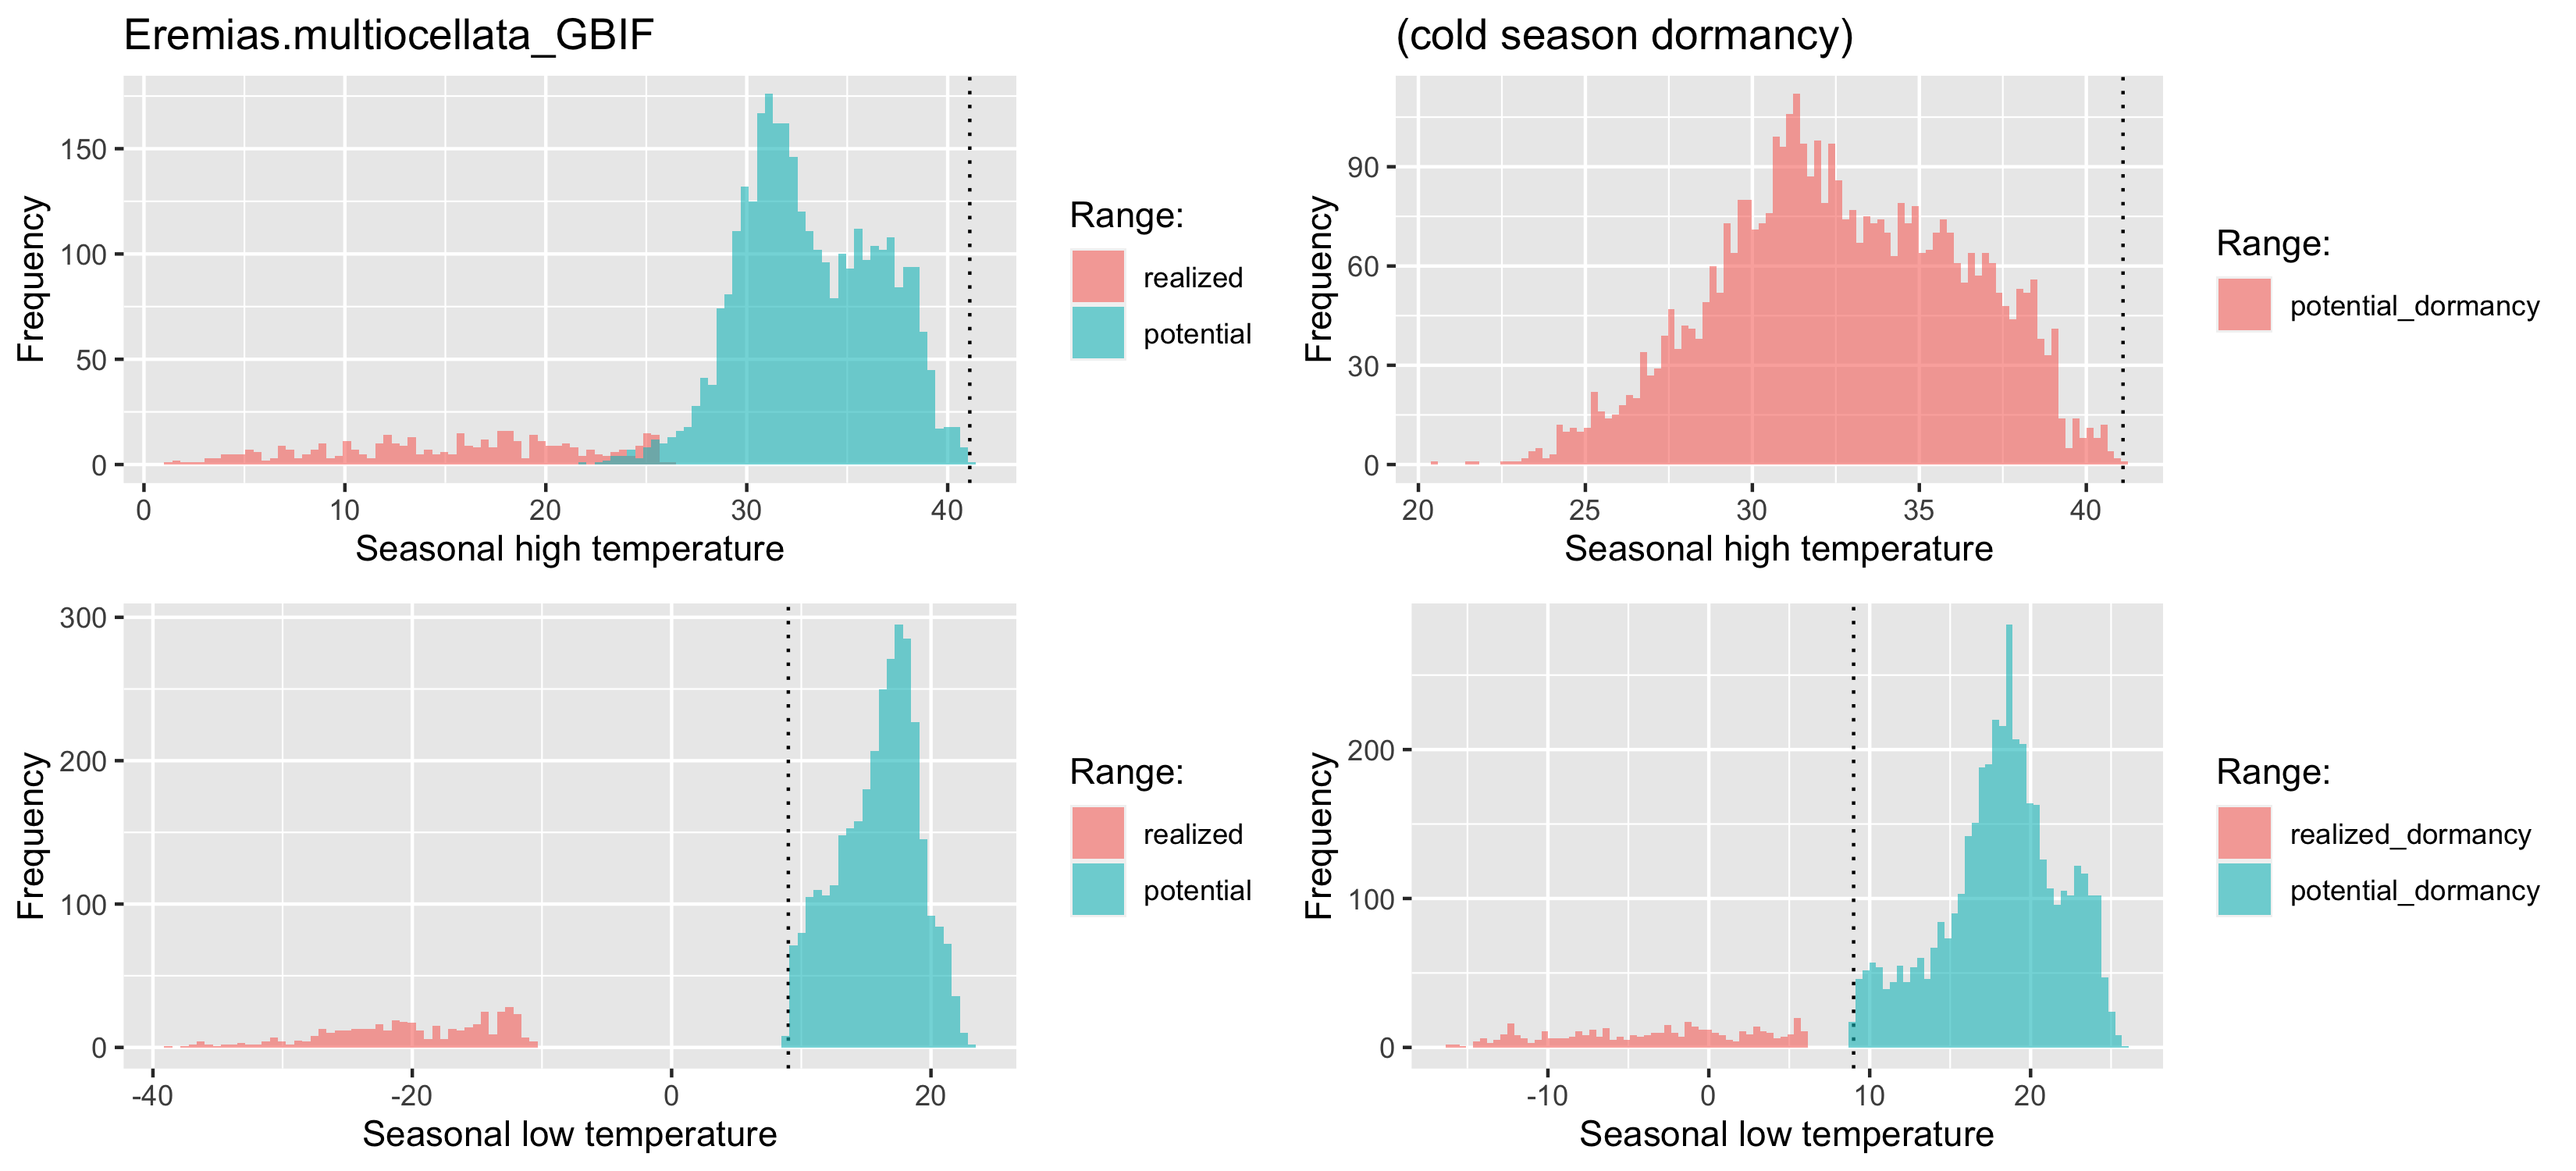 Eremias.multiocellata_GBIF
(cold season dormancy)
Frequency
150
100
50
0
0 10 20 30 40
Seasonal high temperature
Range:
realized
potential
Frequency
90
60
30
0
20 25 30 35 40
Seasonal high temperature
Range:
potential_dormancy
Frequency
300
200
100
0
-40 -20 0 20
Seasonal low temperature
Range:
realized
potential
Frequency
200
100
0
-10 0 10 20
Seasonal low temperature
Range:
realized_dormancy
potential_dormancy